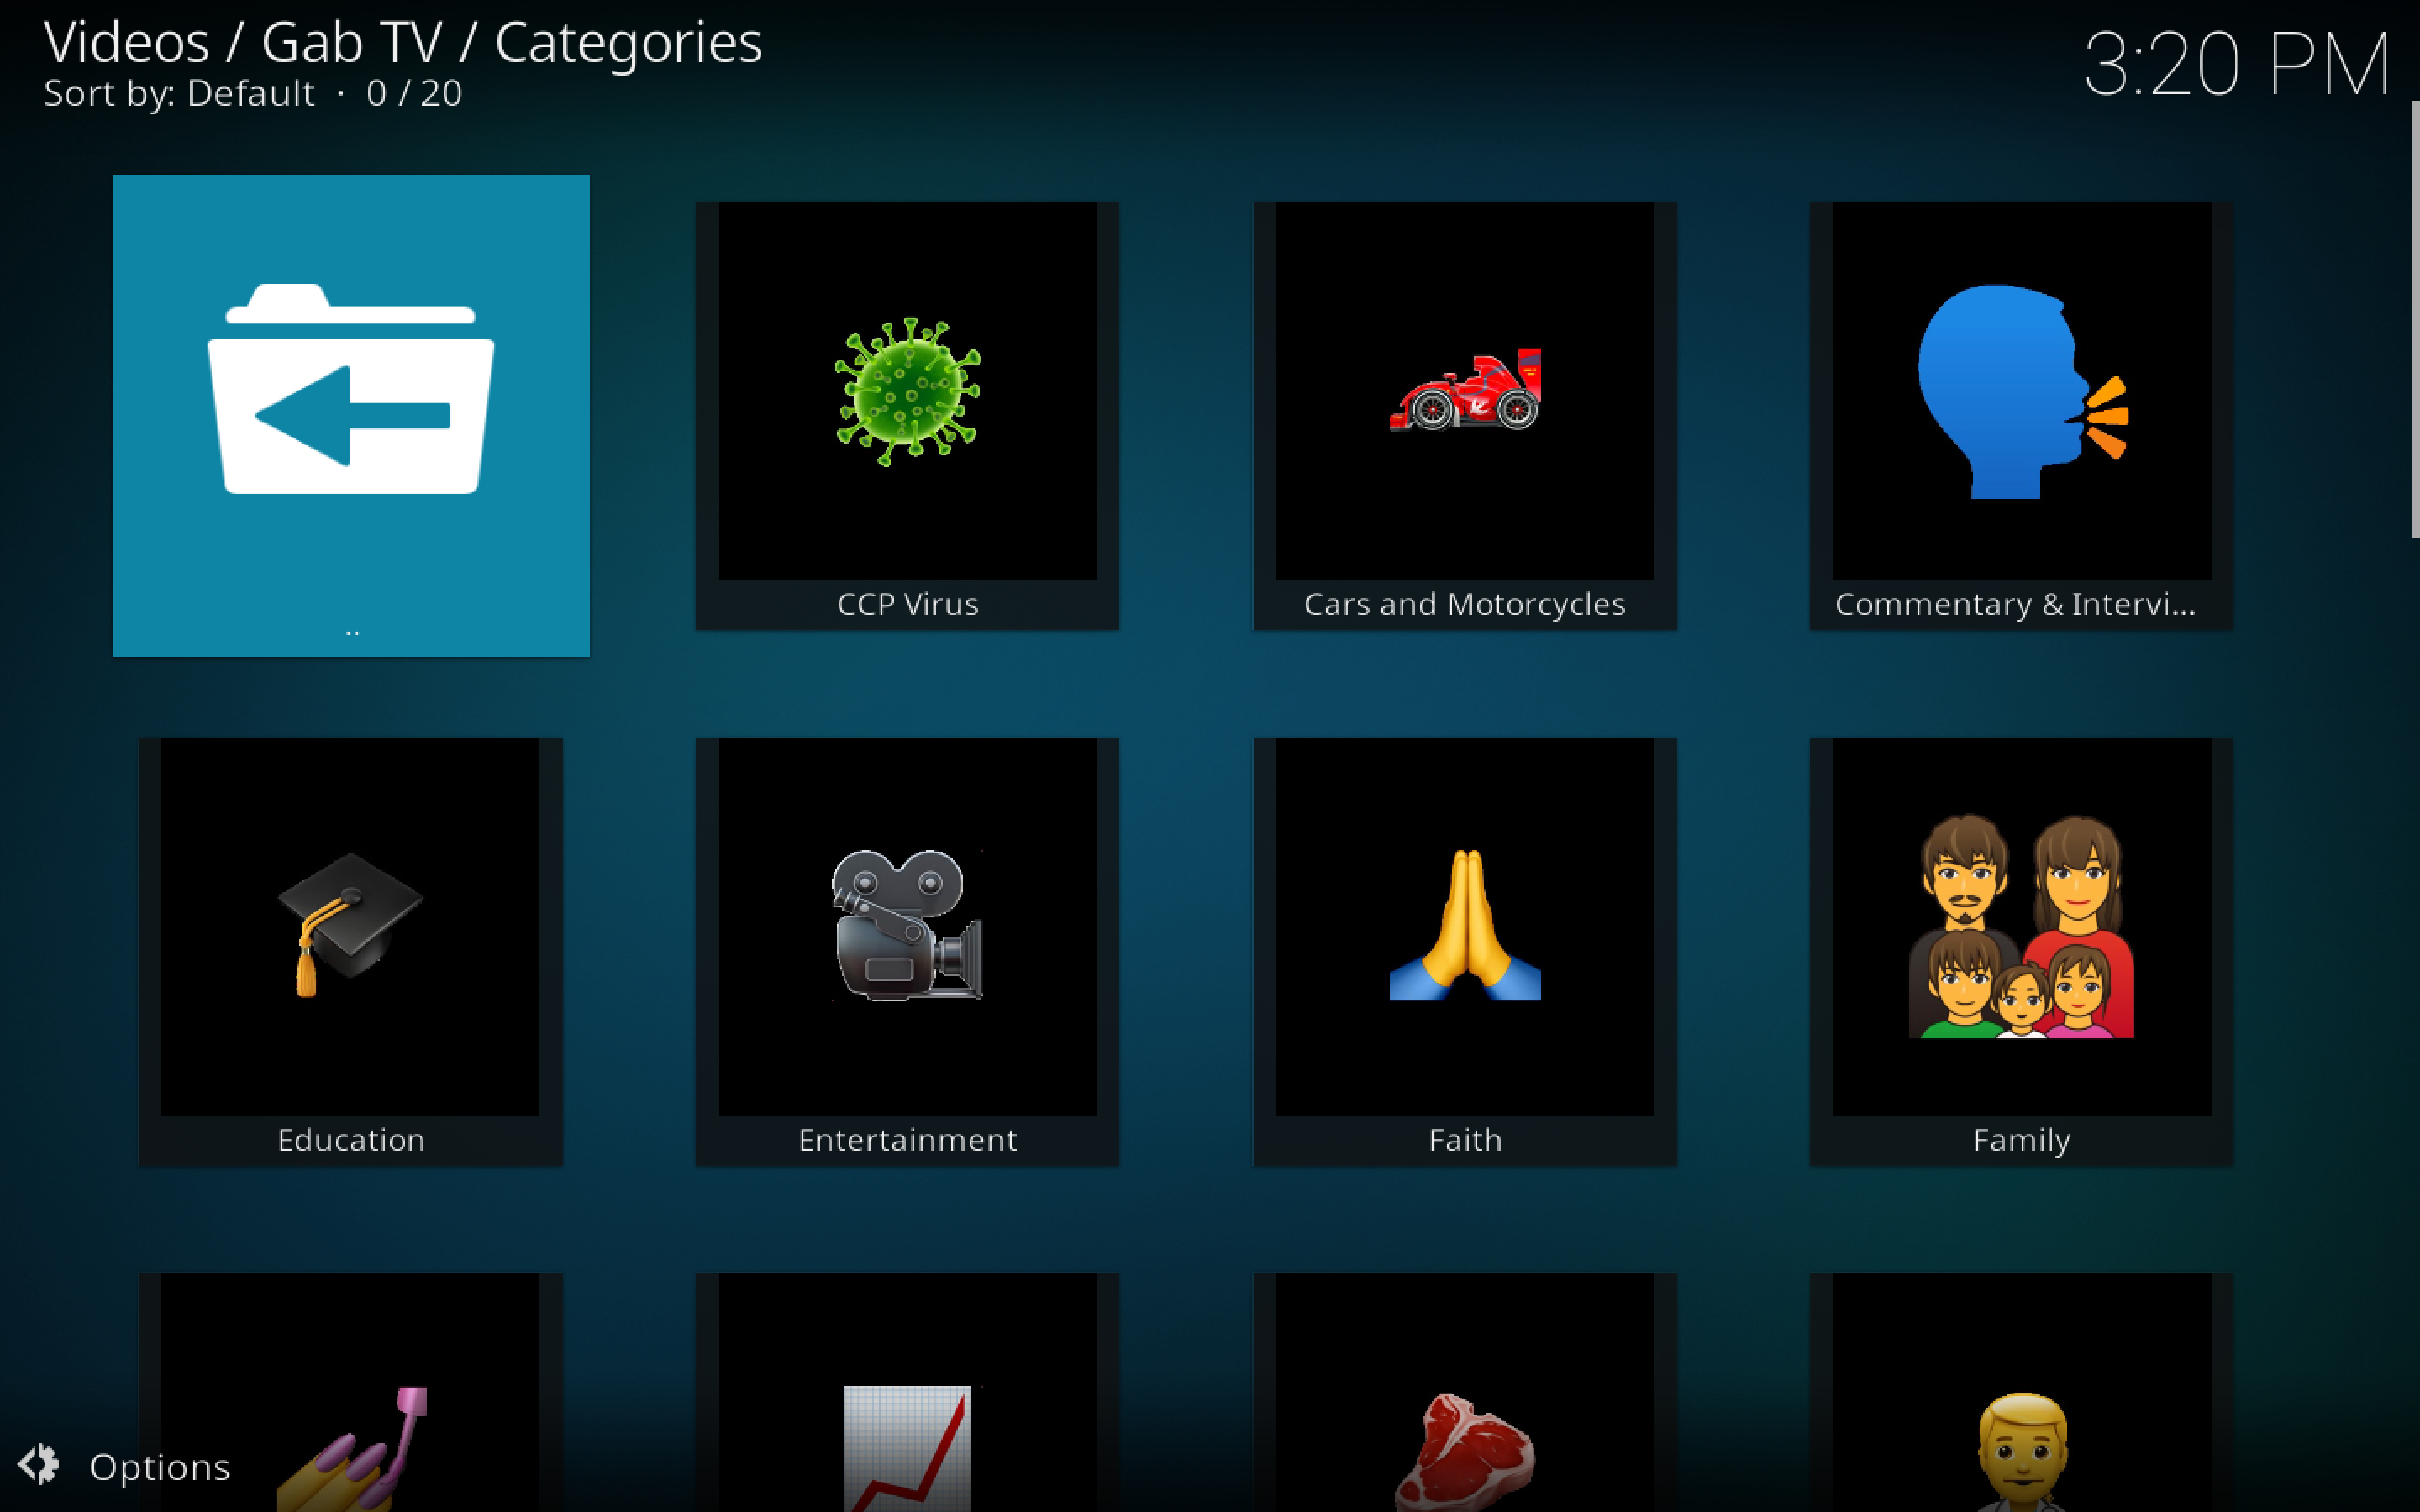 Videos / Gab TV / Categories
Sort by: Default · 0 / 20
3:20 PM
..
CCP Virus
Cars and Motorcycles
Commentary & Intervi...
Education
Entertainment
Faith
Family
Options